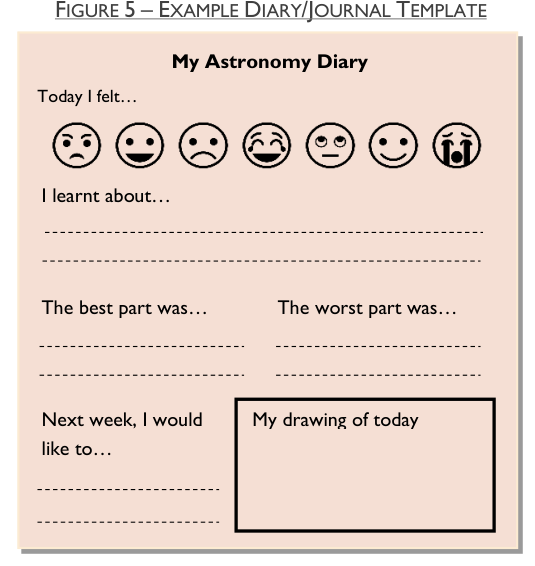 FIGURE 5 – EXAMPLE DIARY/JOURNAL TEMPLATE
My Astronomy Diary
Today I felt…
I learnt about…
The best part was…
The worst part was…
Next week, I would
like to…
My drawing of today